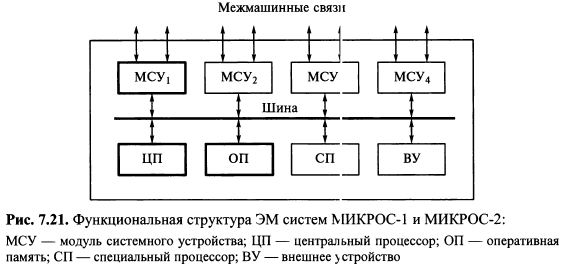 Межмашинные связи
МСУ₁ МСУ₂ МСУ МСУ₄
Шина
ЦП ОП СП ВУ
Рис. 7.21. Функциональная структура ЭМ систем МИКРОС-1 и МИКРОС-2:
МСУ — модуль системного устройства; ЦП — центральный процессор; ОП — оперативная
память; СП — специальный процессор; ВУ — внешнее устройство